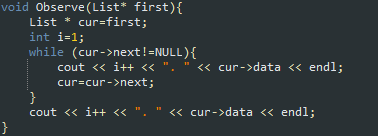 void Observe(List* first){
List * cur=first;
int i=1;
while (cur->next!=NULL){
cout << i++ << ". " << cur->data << endl;
cur=cur->next;
}
cout << i++ << ". " << cur->data << endl;
}